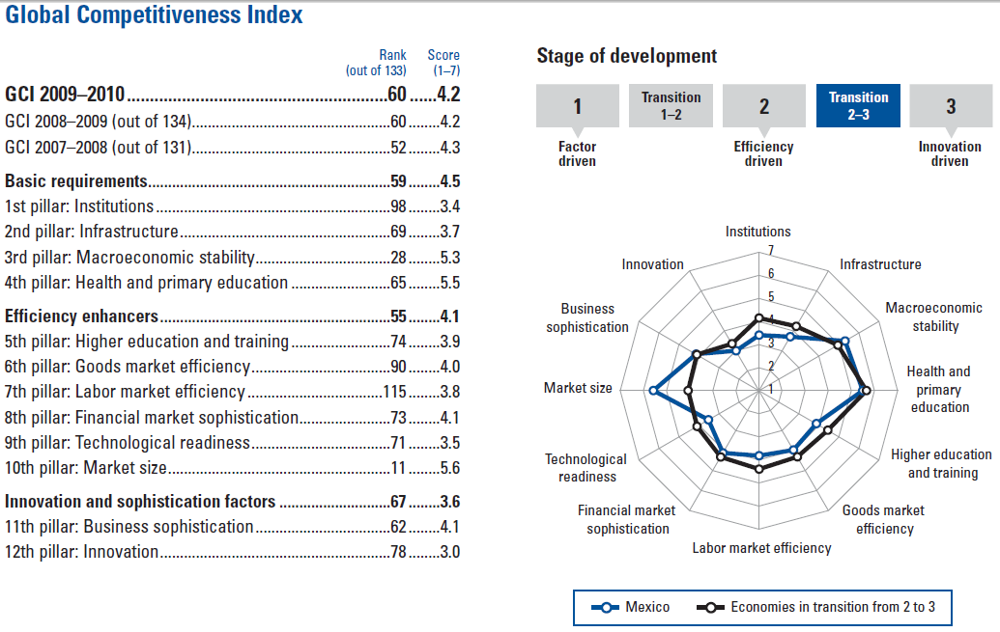 Global Competitiveness Index
Rank Score
(out of 133) (1–7)
GCI 2009–2010 60 4.2
GCI 2008–2009 (out of 134) 60 4.2
GCI 2007–2008 (out of 131) 52 4.3
Basic requirements 59 4.5
1st pillar: Institutions 98 3.4
2nd pillar: Infrastructure 69 3.7
3rd pillar: Macroeconomic stability 28 5.3
4th pillar: Health and primary education 65 5.5
Efficiency enhancers 55 4.1
5th pillar: Higher education and training 74 3.9
6th pillar: Goods market efficiency 90 4.0
7th pillar: Labor market efficiency 115 3.8
8th pillar: Financial market sophistication 73 4.1
9th pillar: Technological readiness 71 3.5
10th pillar: Market size 11 5.6
Innovation and sophistication factors 67 3.6
11th pillar: Business sophistication 62 4.1
12th pillar: Innovation 78 3.0
Stage of development
1
Transition
1–2
2
Transition
2–3
3
Factor
driven
Efficiency
driven
Innovation
driven
Institutions
Infrastructure
Macroeconomic
stability
Health and
primary
education
Higher education
and training
Goods market
efficiency
Labor market efficiency
Financial market
sophistication
Technological
readiness
Market size
Business
sophistication
Innovation
7
6
5
4
3
2
1
Mexico
Economies in transition from 2 to 3